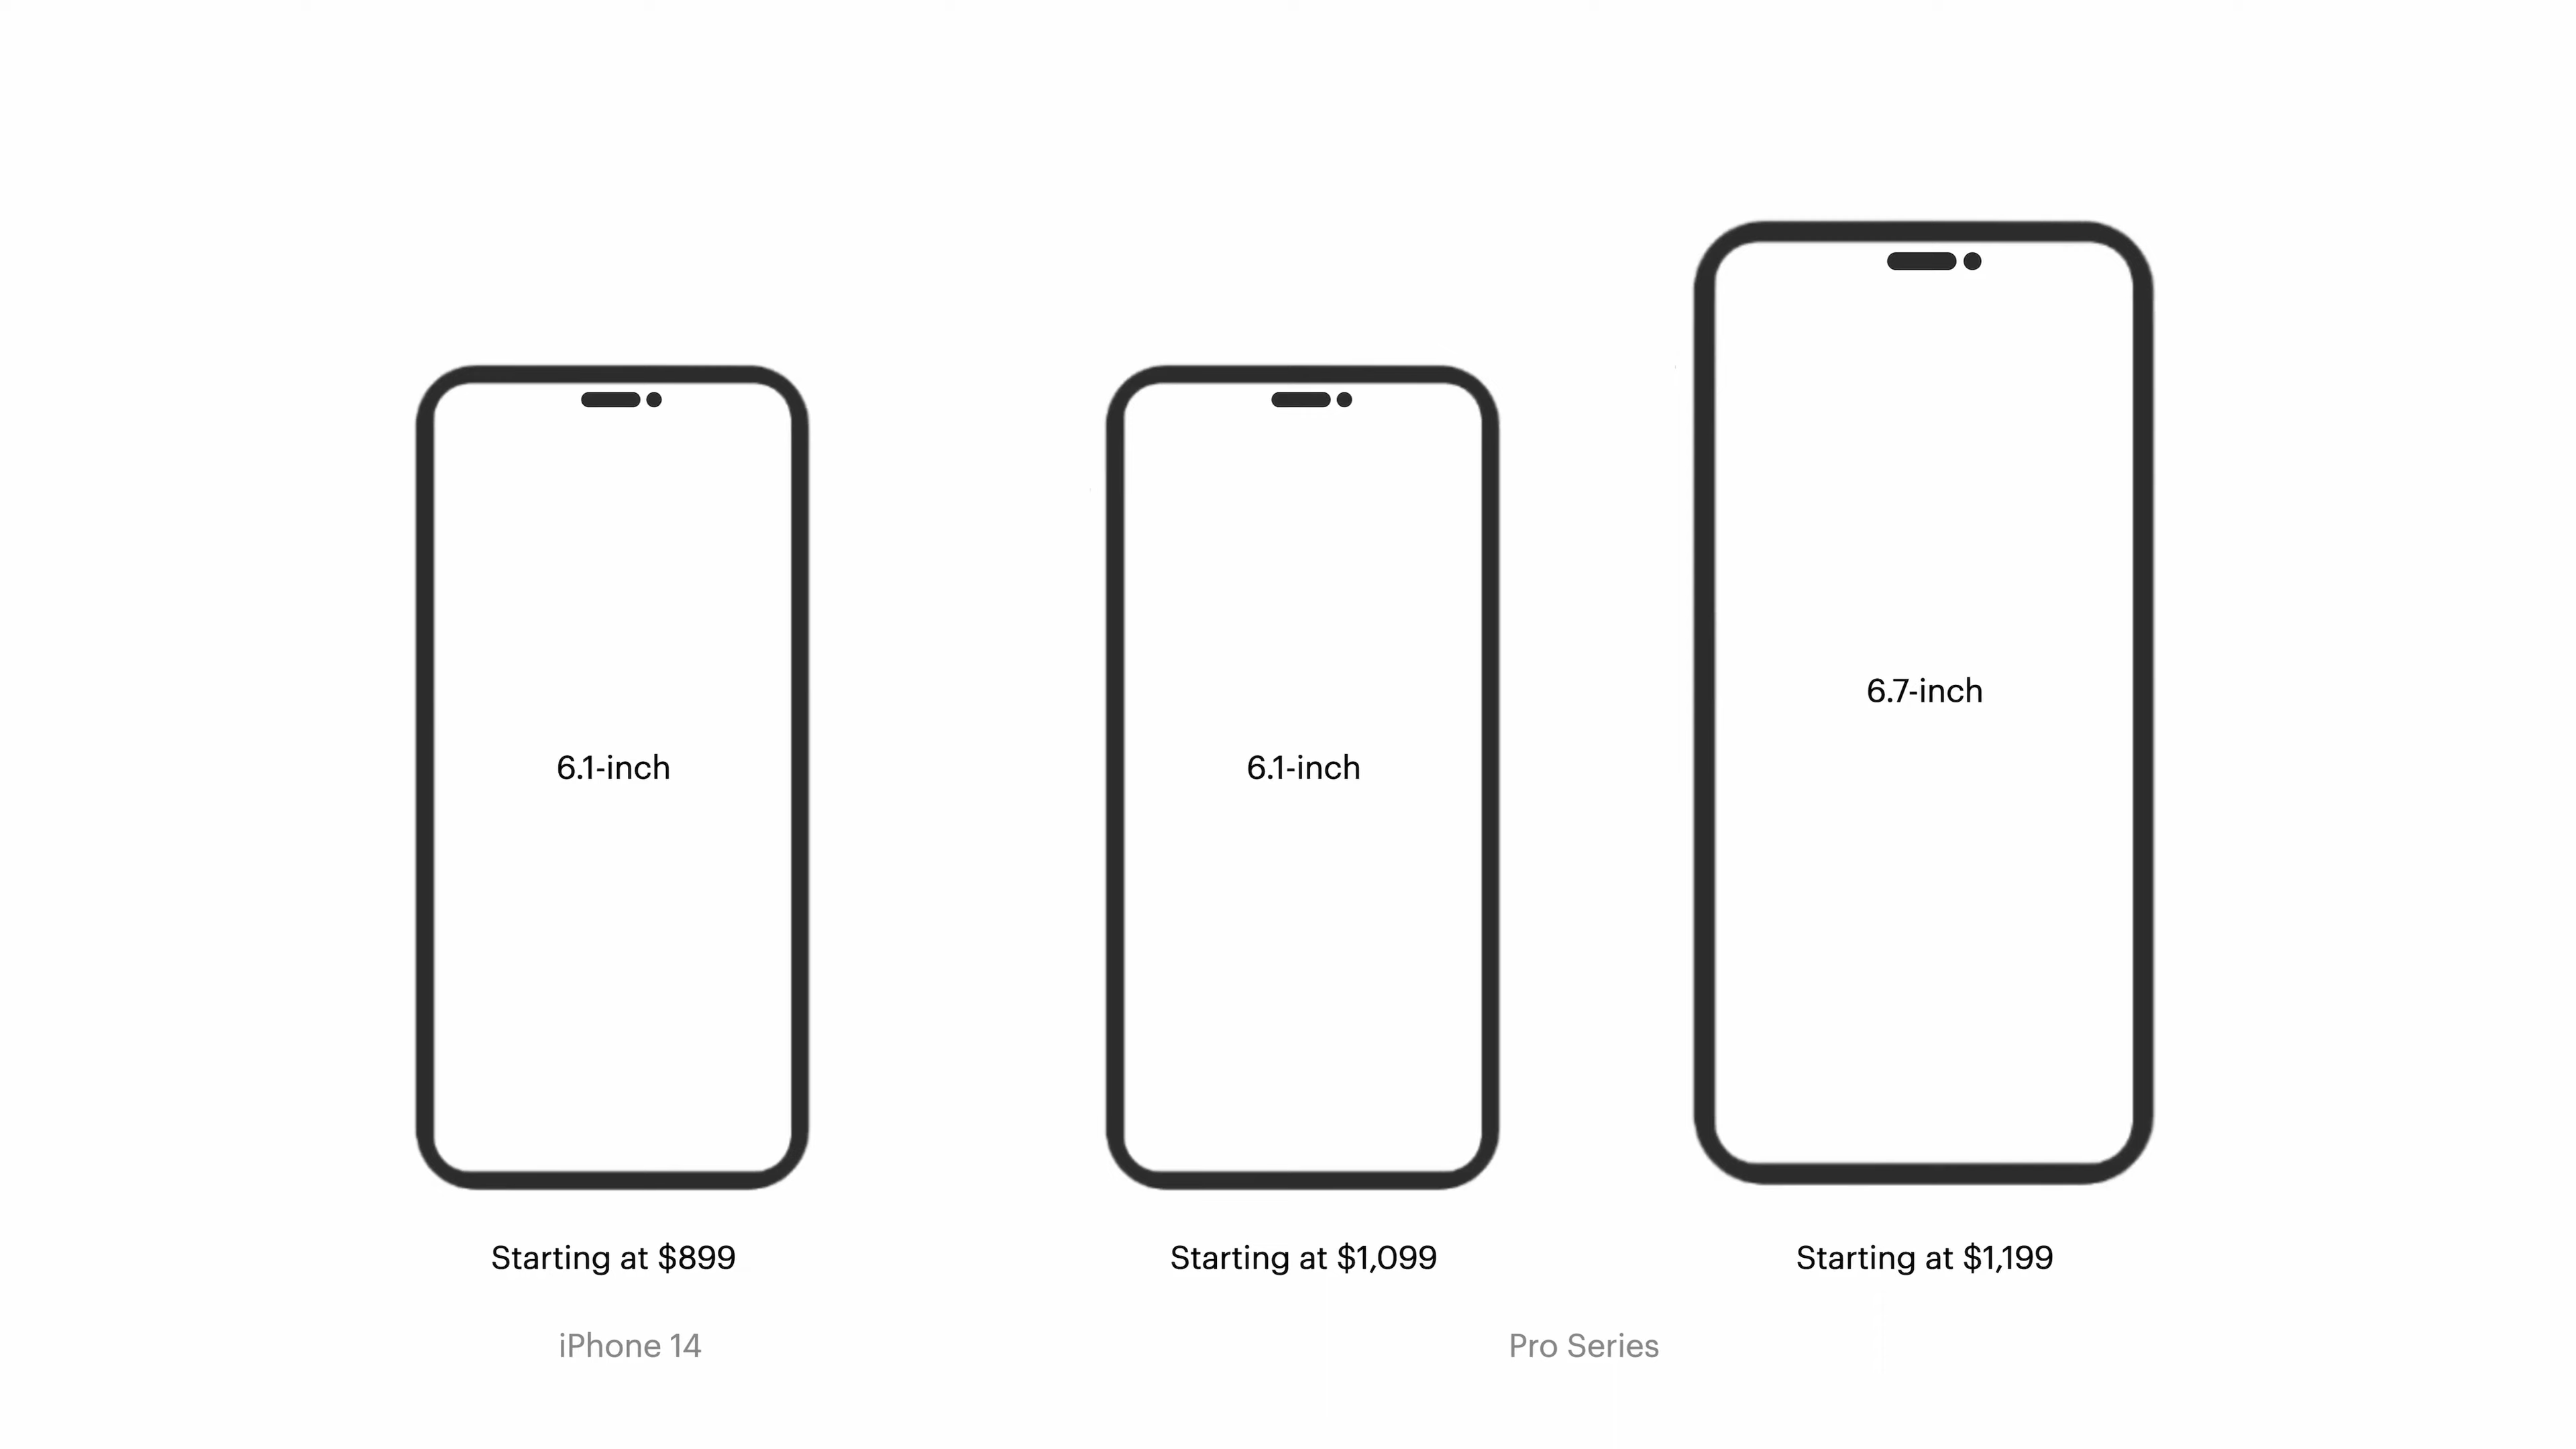 6.1-inch
6.1-inch
6.7-inch
Starting at $899
Starting at $1,099
Starting at $1,199
iPhone 14
Pro Series